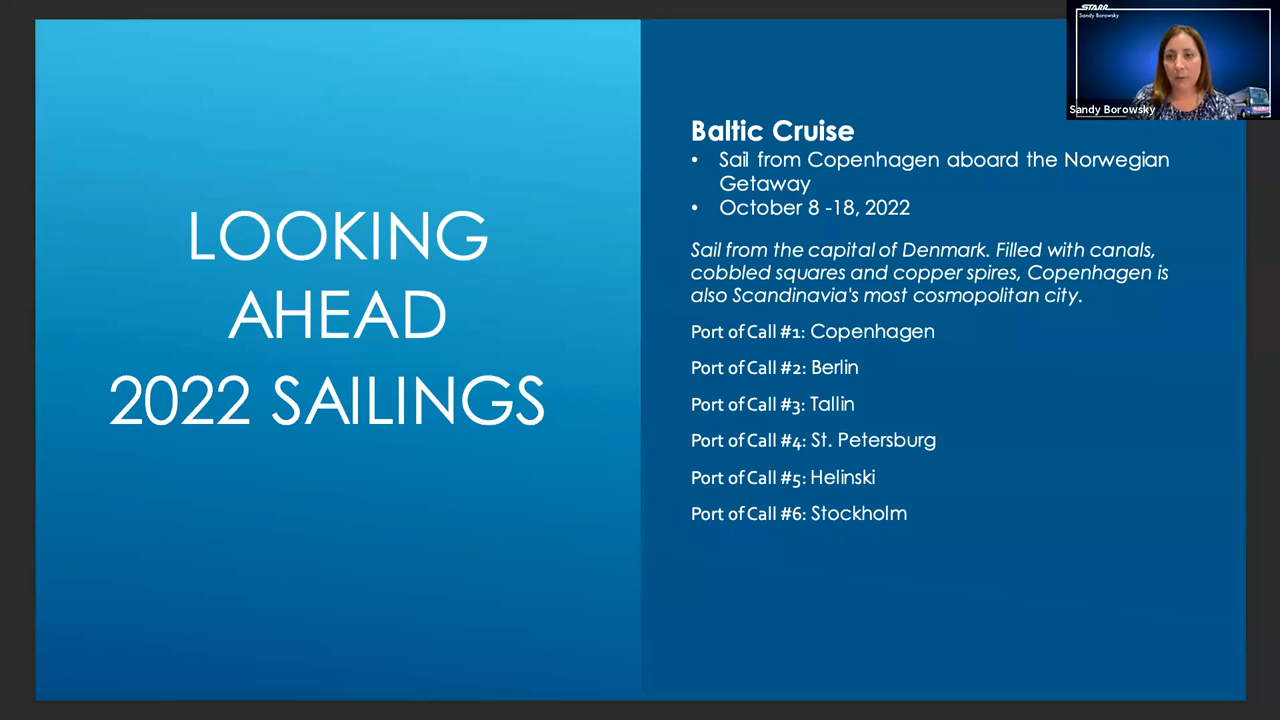 STARR
Sandy Borowsky
Sandy Borowsky
LOOKING
AHEAD
2022 SAILINGS
Baltic Cruise
• Sail from Copenhagen aboard the Norwegian
Getaway
• October 8 -18, 2022
Sail from the capital of Denmark. Filled with canals,
cobbled squares and copper spires, Copenhagen is
also Scandinavia's most cosmopolitan city.
Port of Call #1: Copenhagen
Port of Call #2: Berlin
Port of Call #3: Tallin
Port of Call #4: St. Petersburg
Port of Call #5: Helinski
Port of Call #6: Stockholm